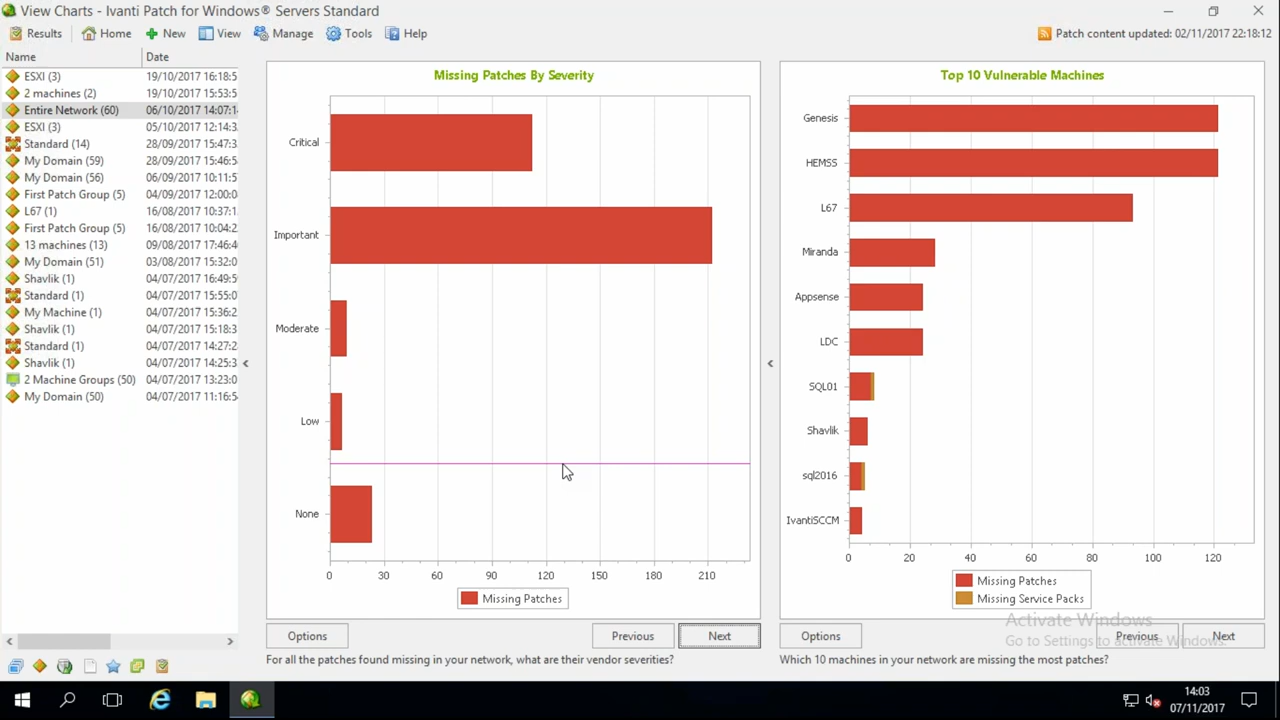 View Charts - Ivanti Patch for Windows® Servers Standard
Results Home New View Manage Tools Help
Patch content updated: 02/11/2017 22:18:12
Name Date
ESXI (3) 19/10/2017 16:18:5
2 machines (2) 19/10/2017 15:53:5
Entire Network (60) 06/10/2017 14:07:1
ESXI (3) 05/10/2017 12:14:3
Standard (14) 28/09/2017 15:47:3
My Domain (59) 28/09/2017 15:46:5
My Domain (56) 06/09/2017 10:11:5
First Patch Group (5) 04/09/2017 12:00:0
L67 (1) 16/08/2017 10:37:1
First Patch Group (5) 16/08/2017 10:04:2
13 machines (13) 09/08/2017 17:46:4
My Domain (51) 03/08/2017 15:32:0
Shavlik (1) 04/07/2017 16:49:5
Standard (1) 04/07/2017 15:55:0
My Machine (1) 04/07/2017 15:36:2
Shavlik (1) 04/07/2017 15:18:3
Standard (1) 04/07/2017 14:27:2
Shavlik (1) 04/07/2017 14:25:3
2 Machine Groups (50) 04/07/2017 13:23:0
My Domain (50) 04/07/2017 11:16:5
Missing Patches By Severity
Critical
Important
Moderate
Low
None
0 30 60 90 120 150 180 210
Missing Patches
Options Previous Next
For all the patches found missing in your network, what are their vendor severities?
Top 10 Vulnerable Machines
Genesis
HEMSS
L67
Miranda
Appsense
LDC
SQL01
Shavlik
sql2016
IvantiSCCM
0 20 40 60 80 100 120
Missing Patches
Missing Service Packs
Activate Windows
Go to Settings to activate Windows.
Options Previous Next
Which 10 machines in your network are missing the most patches?
14:03
07/11/2017